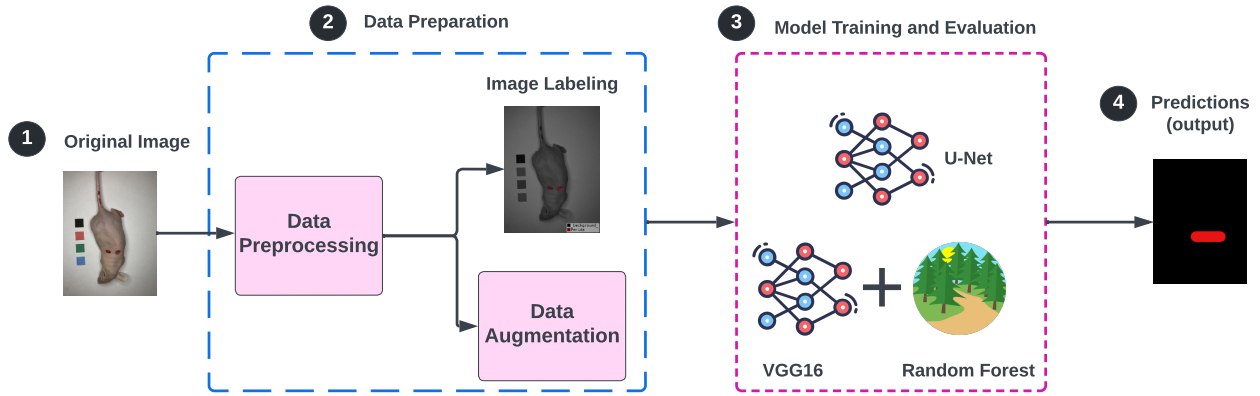 1
Original Image
2
Data Preparation
Data
Preprocessing
Image Labeling
Data
Augmentation
3
Model Training and Evaluation
U-Net
VGG16
Random Forest
4
Predictions
(output)